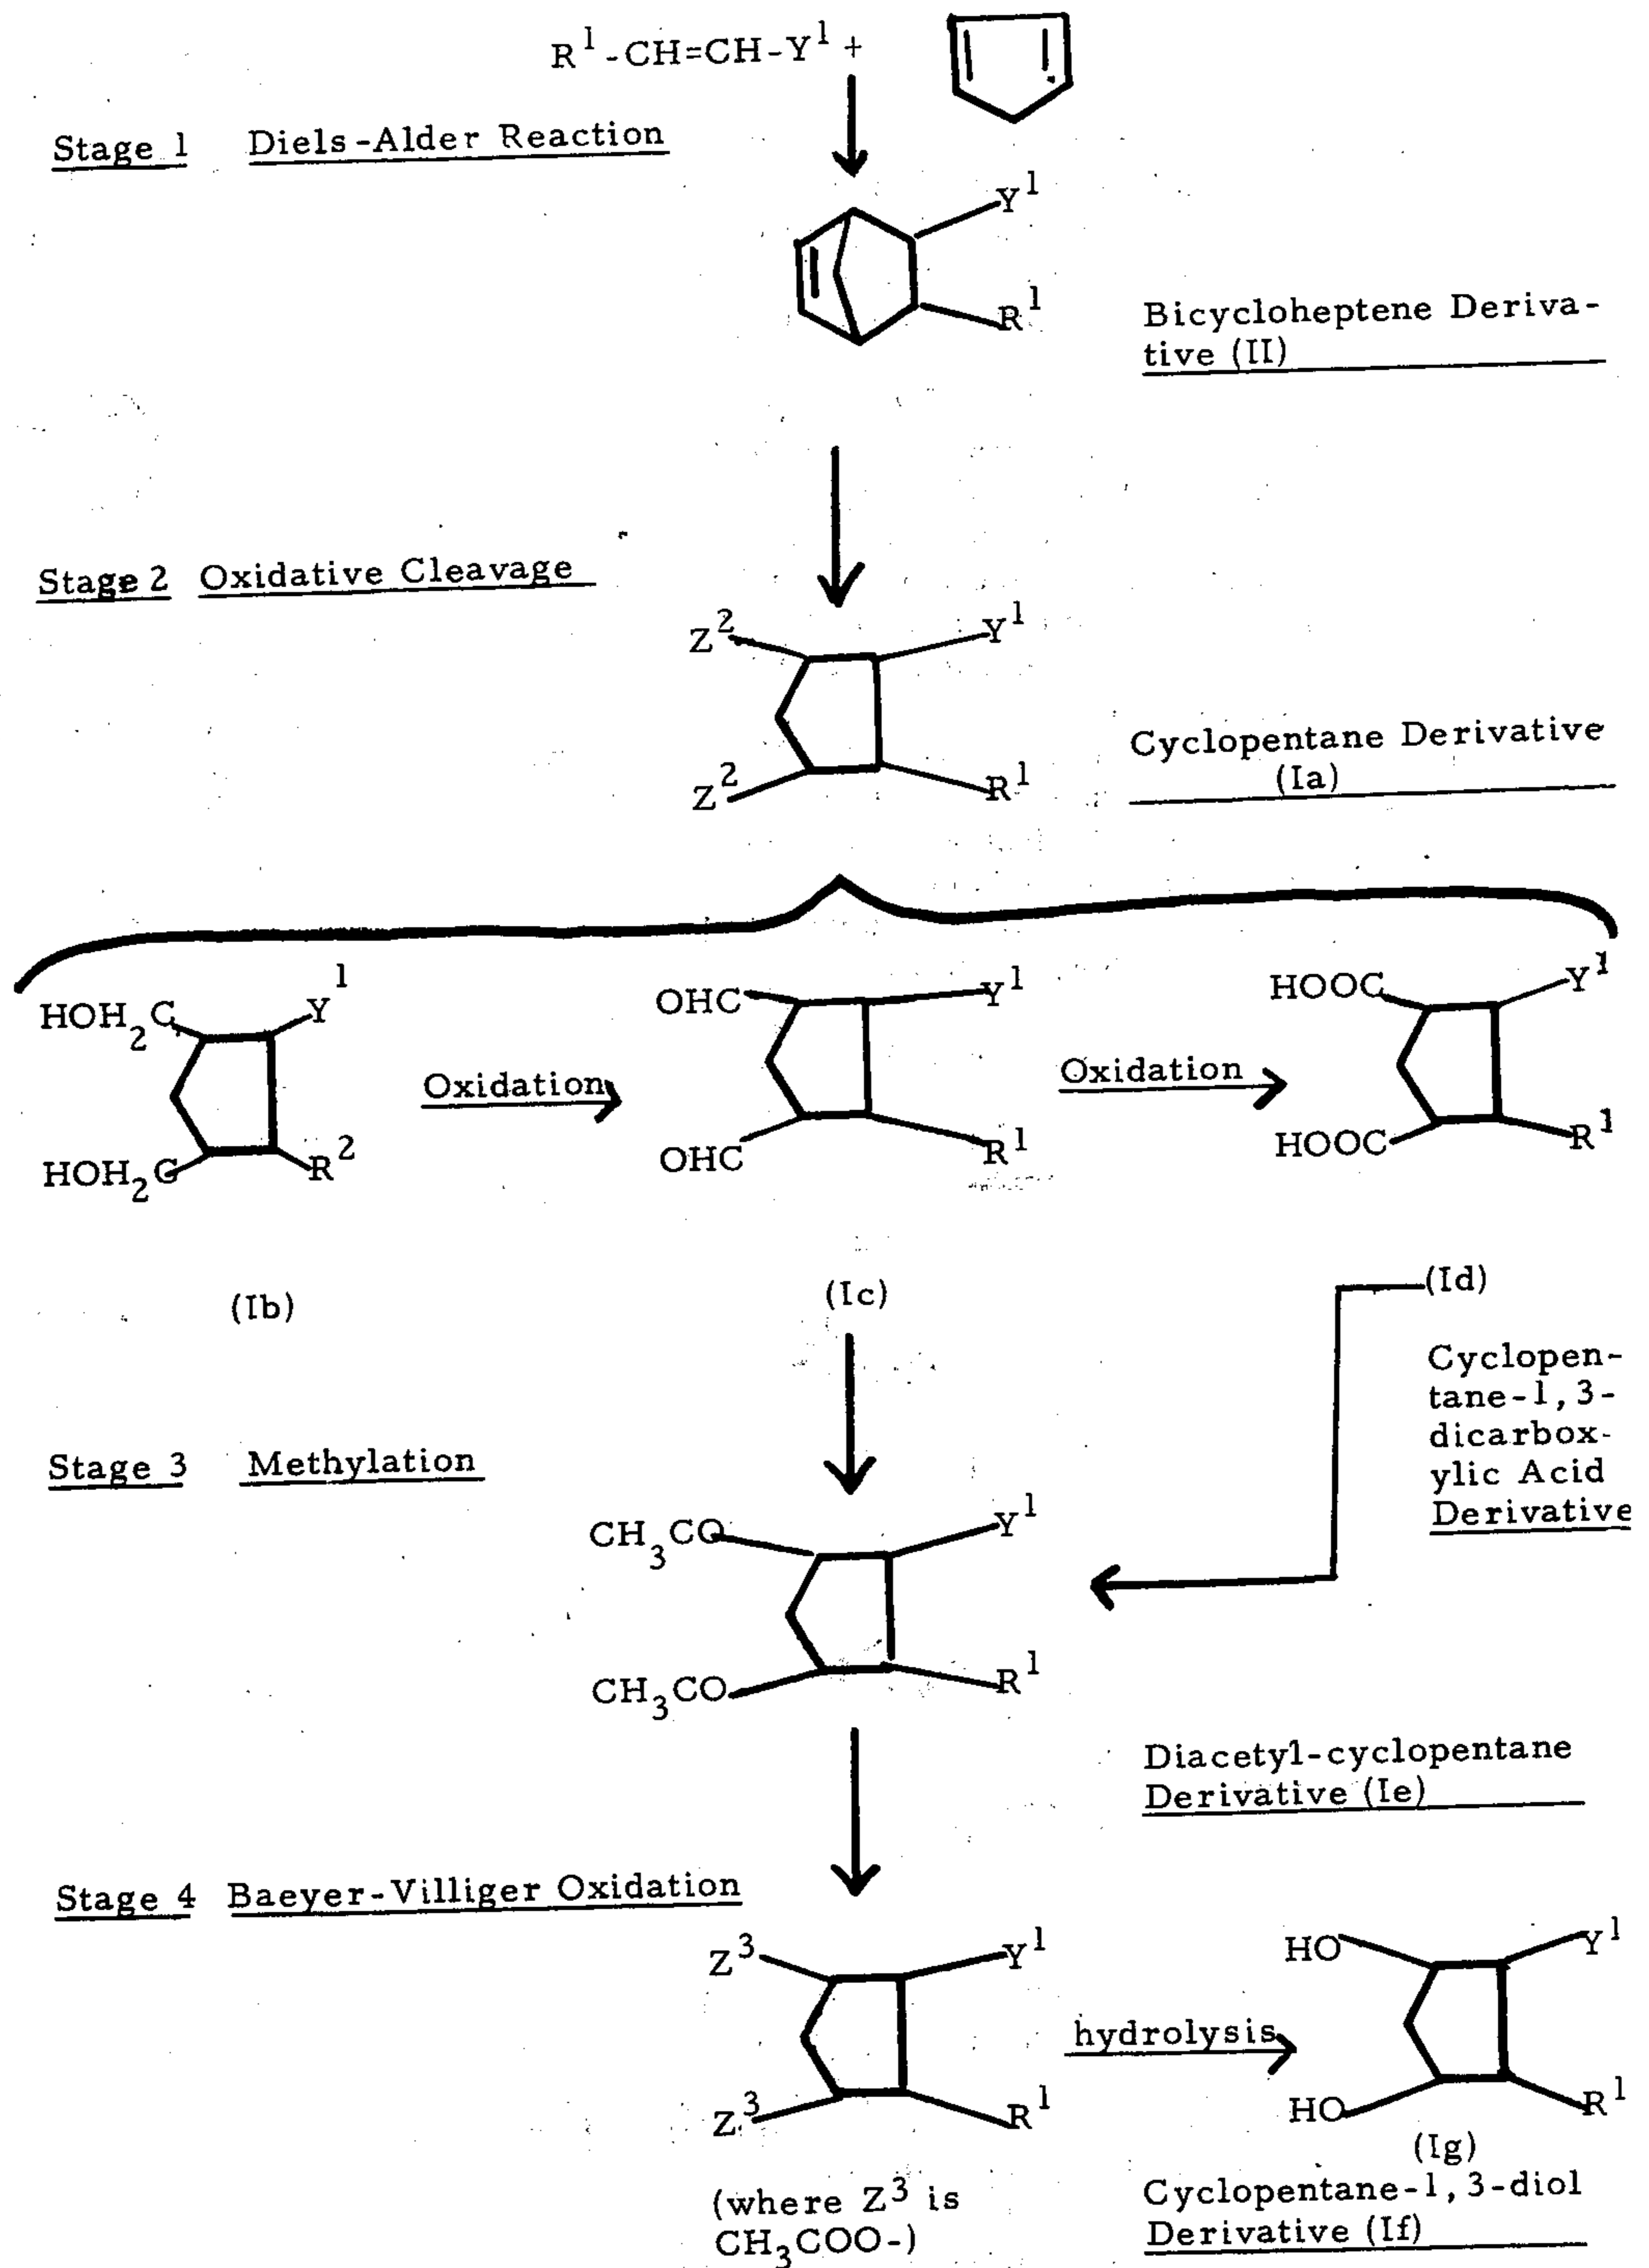 R¹-CH=CH-Y¹ +
Stage 1 Diels-Alder Reaction
Y¹
R¹
Bicycloheptene Deriva-
tive (II)
Stage 2 Oxidative Cleavage
Z² Y¹
Z² R¹
Cyclopentane Derivative
(Ia)
HOH₂C Y¹
HOH₂C R²
Oxidation
OHC Y¹
OHC R¹
Oxidation
HOOC Y¹
HOOC R¹
(Ib)
(Ic)
(Id)
Cyclopen-
tane-1,3-
dicarbox-
ylic Acid
Derivative
Stage 3 Methylation
CH₃CO Y¹
CH₃CO R¹
Diacetyl-cyclopentane
Derivative (Ie)
Stage 4 Baeyer-Villiger Oxidation
Z³ Y¹
Z³ R¹
hydrolysis
HO Y¹
HO R¹
(Ig)
(where Z³ is
CH₃COO-)
Cyclopentane-1,3-diol
Derivative (If)